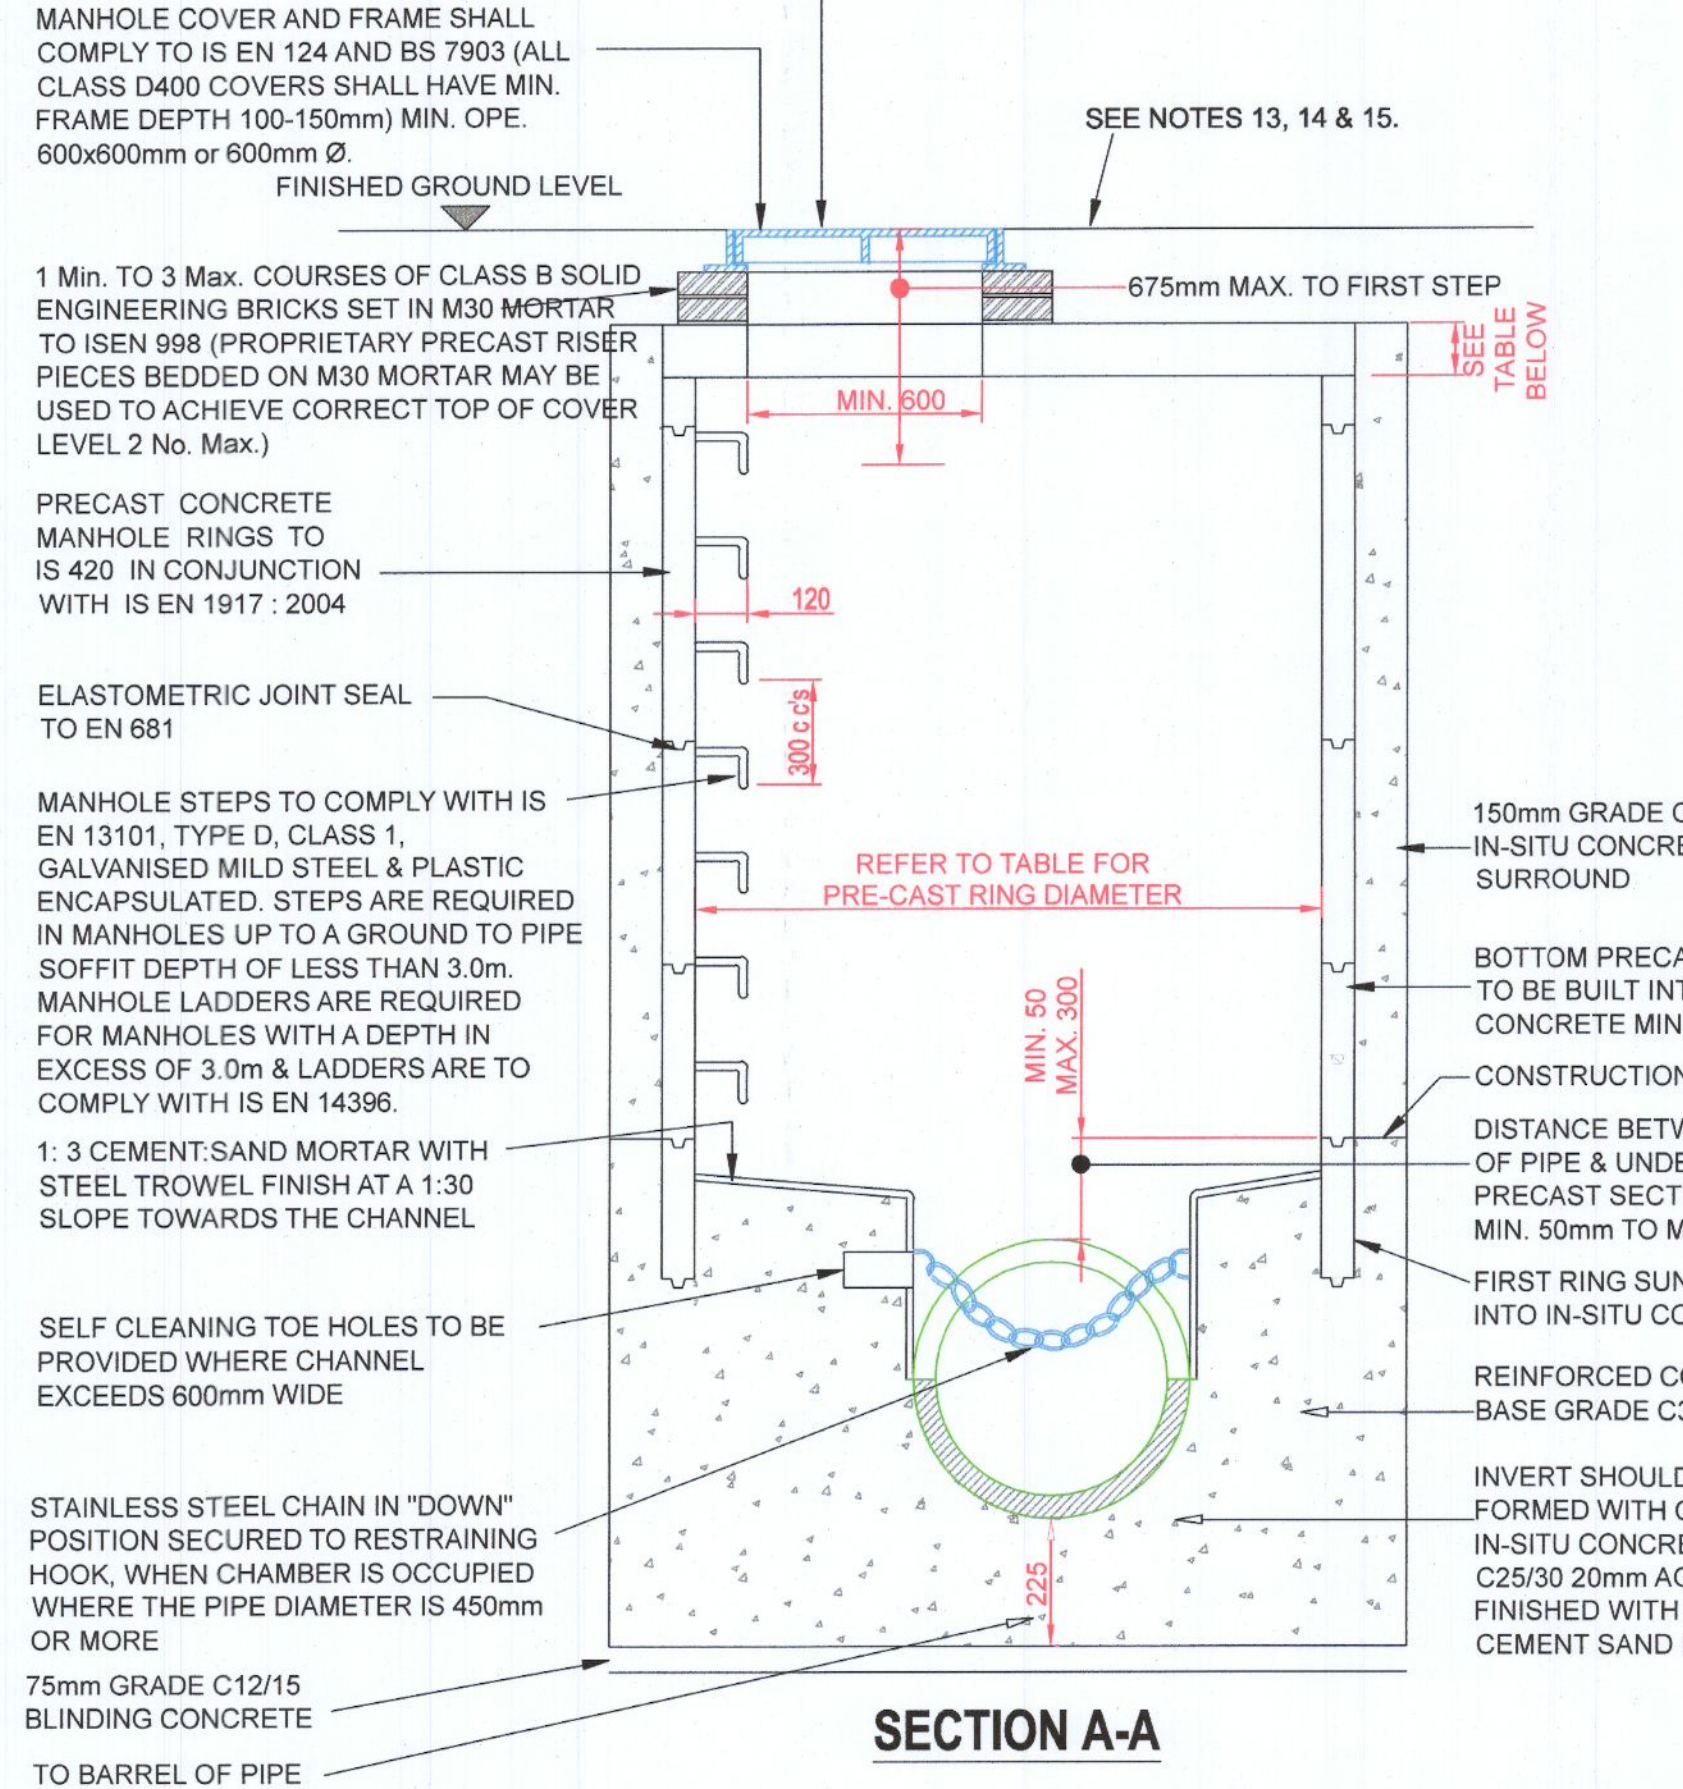 MANHOLE COVER AND FRAME SHALL
COMPLY TO IS EN 124 AND BS 7903 (ALL
CLASS D400 COVERS SHALL HAVE MIN.
FRAME DEPTH 100-150mm) MIN. OPE.
600x600mm or 600mm Ø.
FINISHED GROUND LEVEL
SEE NOTES 13, 14 & 15.
1 Min. TO 3 Max. COURSES OF CLASS B SOLID
ENGINEERING BRICKS SET IN M30 MORTAR
TO ISEN 998 (PROPRIETARY PRECAST RISER
PIECES BEDDED ON M30 MORTAR MAY BE
USED TO ACHIEVE CORRECT TOP OF COVER
LEVEL 2 No. Max.)
675mm MAX. TO FIRST STEP
SEE
TABLE
BELOW
MIN. 600
PRECAST CONCRETE
MANHOLE RINGS TO
IS 420 IN CONJUNCTION
WITH IS EN 1917 : 2004
120
ELASTOMETRIC JOINT SEAL
TO EN 681
300 c c's
MANHOLE STEPS TO COMPLY WITH IS
EN 13101, TYPE D, CLASS 1,
GALVANISED MILD STEEL & PLASTIC
ENCAPSULATED. STEPS ARE REQUIRED
IN MANHOLES UP TO A GROUND TO PIPE
SOFFIT DEPTH OF LESS THAN 3.0m.
MANHOLE LADDERS ARE REQUIRED
FOR MANHOLES WITH A DEPTH IN
EXCESS OF 3.0m & LADDERS ARE TO
COMPLY WITH IS EN 14396.
REFER TO TABLE FOR
PRE-CAST RING DIAMETER
150mm GRADE
IN-SITU CONCRE
SURROUND
BOTTOM PRECA
TO BE BUILT INT
CONCRETE MIN
MIN. 50
MAX. 300
CONSTRUCTION
DISTANCE BETW
OF PIPE & UNDE
PRECAST SECT
MIN. 50mm TO M
1: 3 CEMENT:SAND MORTAR WITH
STEEL TROWEL FINISH AT A 1:30
SLOPE TOWARDS THE CHANNEL
FIRST RING SUN
INTO IN-SITU CO
SELF CLEANING TOE HOLES TO BE
PROVIDED WHERE CHANNEL
EXCEEDS 600mm WIDE
REINFORCED CO
BASE GRADE C3
INVERT SHOULD
FORMED WITH C
IN-SITU CONCRE
C25/30 20mm AG
FINISHED WITH
CEMENT SAND
STAINLESS STEEL CHAIN IN "DOWN"
POSITION SECURED TO RESTRAINING
HOOK, WHEN CHAMBER IS OCCUPIED
WHERE THE PIPE DIAMETER IS 450mm
OR MORE
225
75mm GRADE C12/15
BLINDING CONCRETE
TO BARREL OF PIPE
SECTION A-A